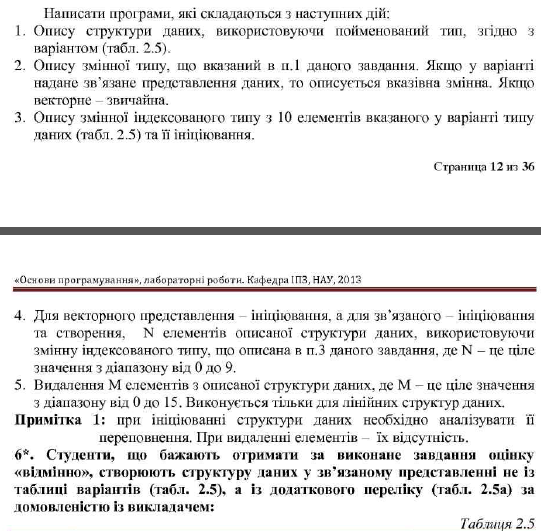 Написати програми, які складаються з наступних дій:
1. Опису структури даних, використовуючи пойменований тип, згідно з
варіантом (табл. 2.5).
2. Опису змінної типу, що вказаний в п.1 даного завдання. Якщо у варіанті
надане зв’язане представлення даних, то описується вказівна змінна. Якщо
векторне – звичайна.
3. Опису змінної індексованого типу з 10 елементів вказаного у варіанті типу
даних (табл. 2.5) та її ініціювання.
Страница 12 из 36
«Основи програмування», лабораторні роботи. Кафедра ІПЗ, НАУ, 2013
4. Для векторного представлення – ініціювання, а для зв’язаного – ініціювання
та створення, N елементів описаної структури даних, використовуючи
змінну індексованого типу, що описана в п.3 даного завдання, де N – це ціле
значення з діапазону від 0 до 9.
5. Видалення M елементів з описаної структури даних, де M – це ціле значення
з діапазону від 0 до 15. Виконується тільки для лінійних структур даних.
Примітка 1: при ініціюванні структури даних необхідно аналізувати її
переповнення. При видаленні елементів – їх відсутність.
6*. Студенти, що бажають отримати за виконане завдання оцінку
«відмінно», створюють структуру даних у зв’язаному представленні не із
таблиці варіантів (табл. 2.5), а із додаткового переліку (табл. 2.5а) за
домовленістю із викладачем:
Таблиця 2.5